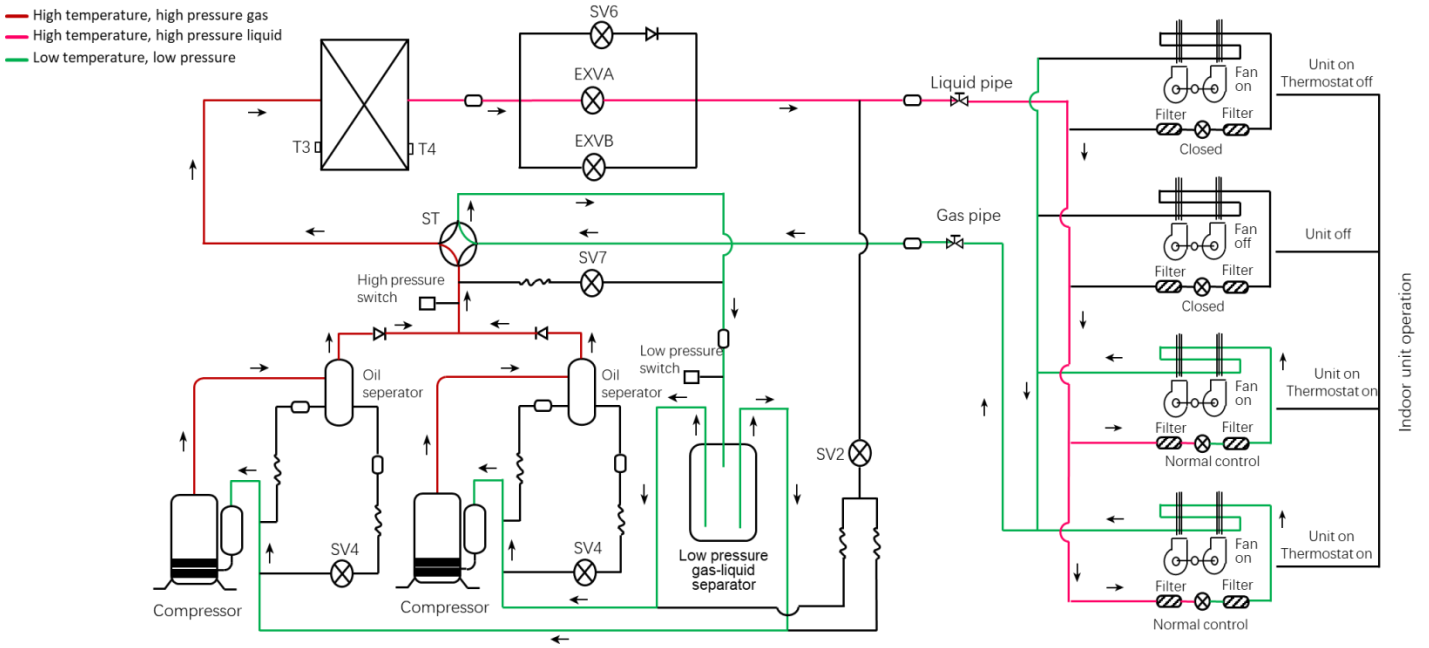 High temperature, high pressure gas
High temperature, high pressure liquid
Low temperature, low pressure
SV6
EXVA
EXVB
T3
T4
Liquid pipe
Gas pipe
ST
SV7
High pressure
switch
Low pressure
switch
Oil
seperator
Oil
seperator
SV2
SV4
SV4
Low pressure
gas-liquid
separator
Compressor
Compressor
Fan
on
Filter
Filter
Closed
Unit on
Thermostat off
Fan
off
Filter
Filter
Closed
Unit off
Fan
on
Filter
Filter
Normal control
Unit on
Thermostat on
Fan
on
Filter
Filter
Normal control
Unit on
Thermostat on
Indoor unit operation